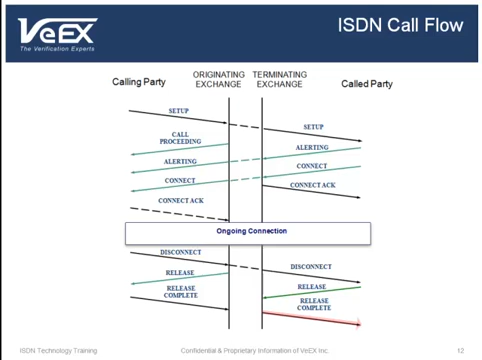 VeEX
The Verification Experts
ISDN Call Flow
Calling Party
ORIGINATING
EXCHANGE
TERMINATING
EXCHANGE
Called Party
SETUP
SETUP
CALL
PROCEEDING
ALERTING
ALERTING
CONNECT
CONNECT
CONNECT ACK
CONNECT ACK
Ongoing Connection
DISCONNECT
DISCONNECT
RELEASE
RELEASE
RELEASE
COMPLETE
RELEASE
COMPLETE
ISDN Technology Training
Confidential & Proprietary Information of VeEX Inc.
12